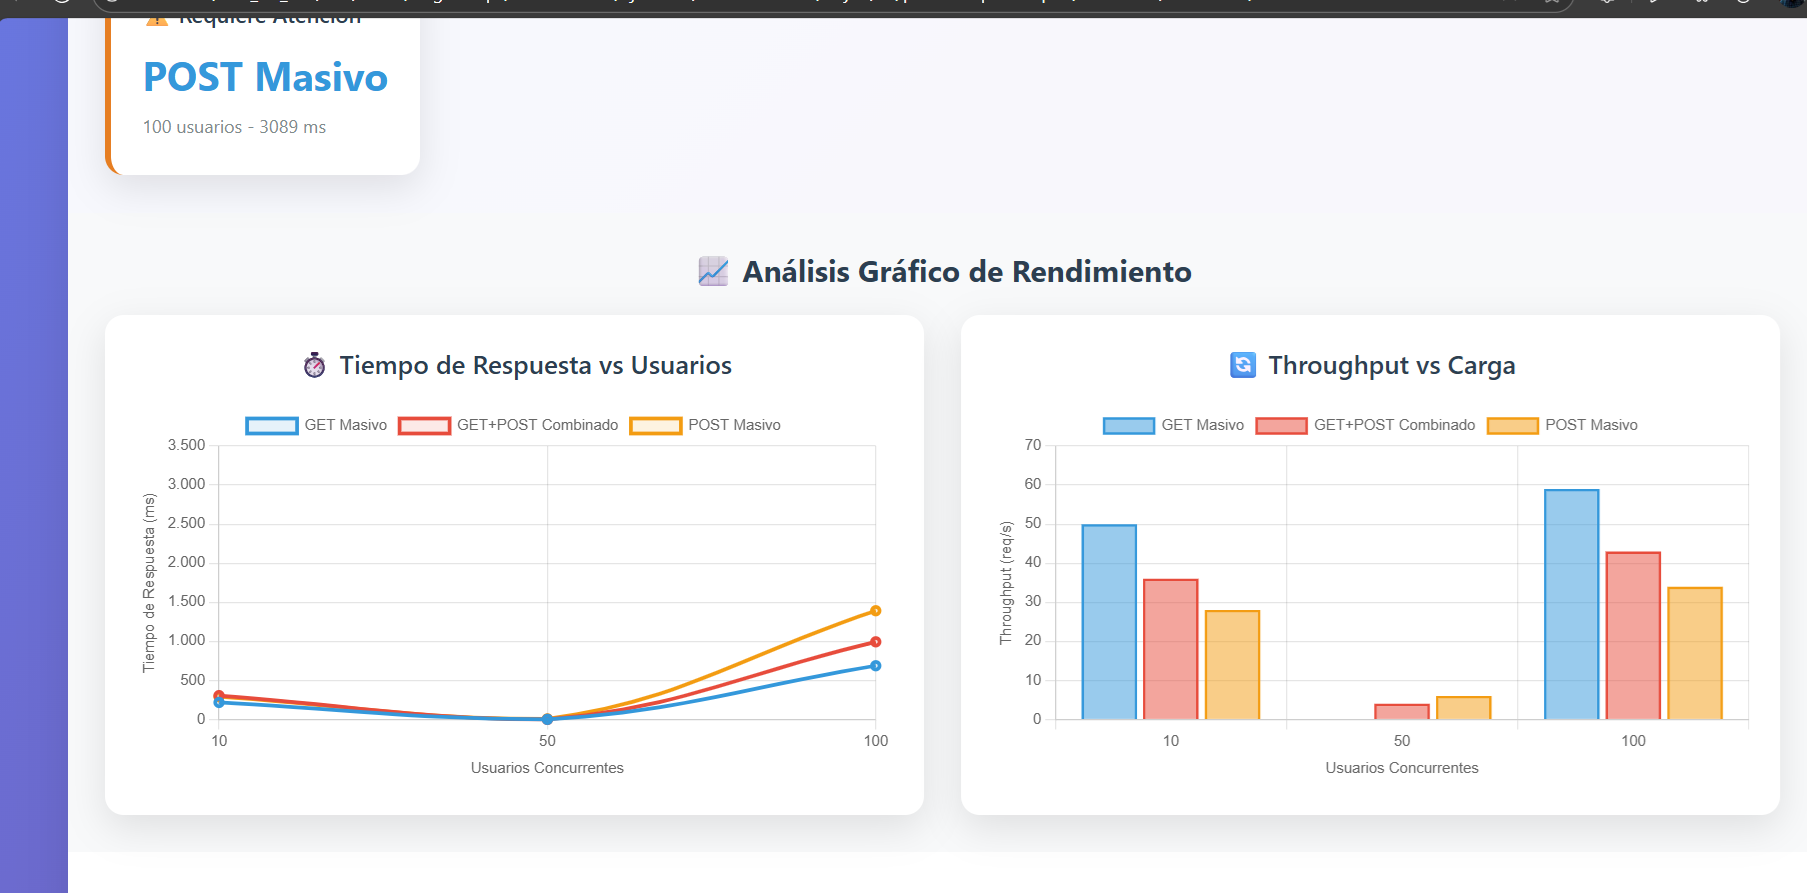 Requiere Atención
POST Masivo
100 usuarios - 3089 ms
Análisis Gráfico de Rendimiento
Tiempo de Respuesta vs Usuarios
GET Masivo GET+POST Combinado POST Masivo
3.500
3.000
2.500
2.000
1.500
1.000
500
0
Tiempo de Respuesta (ms)
10 50 100
Usuarios Concurrentes
Throughput vs Carga
GET Masivo GET+POST Combinado POST Masivo
70
60
50
40
30
20
10
0
Throughput (req/s)
10 50 100
Usuarios Concurrentes